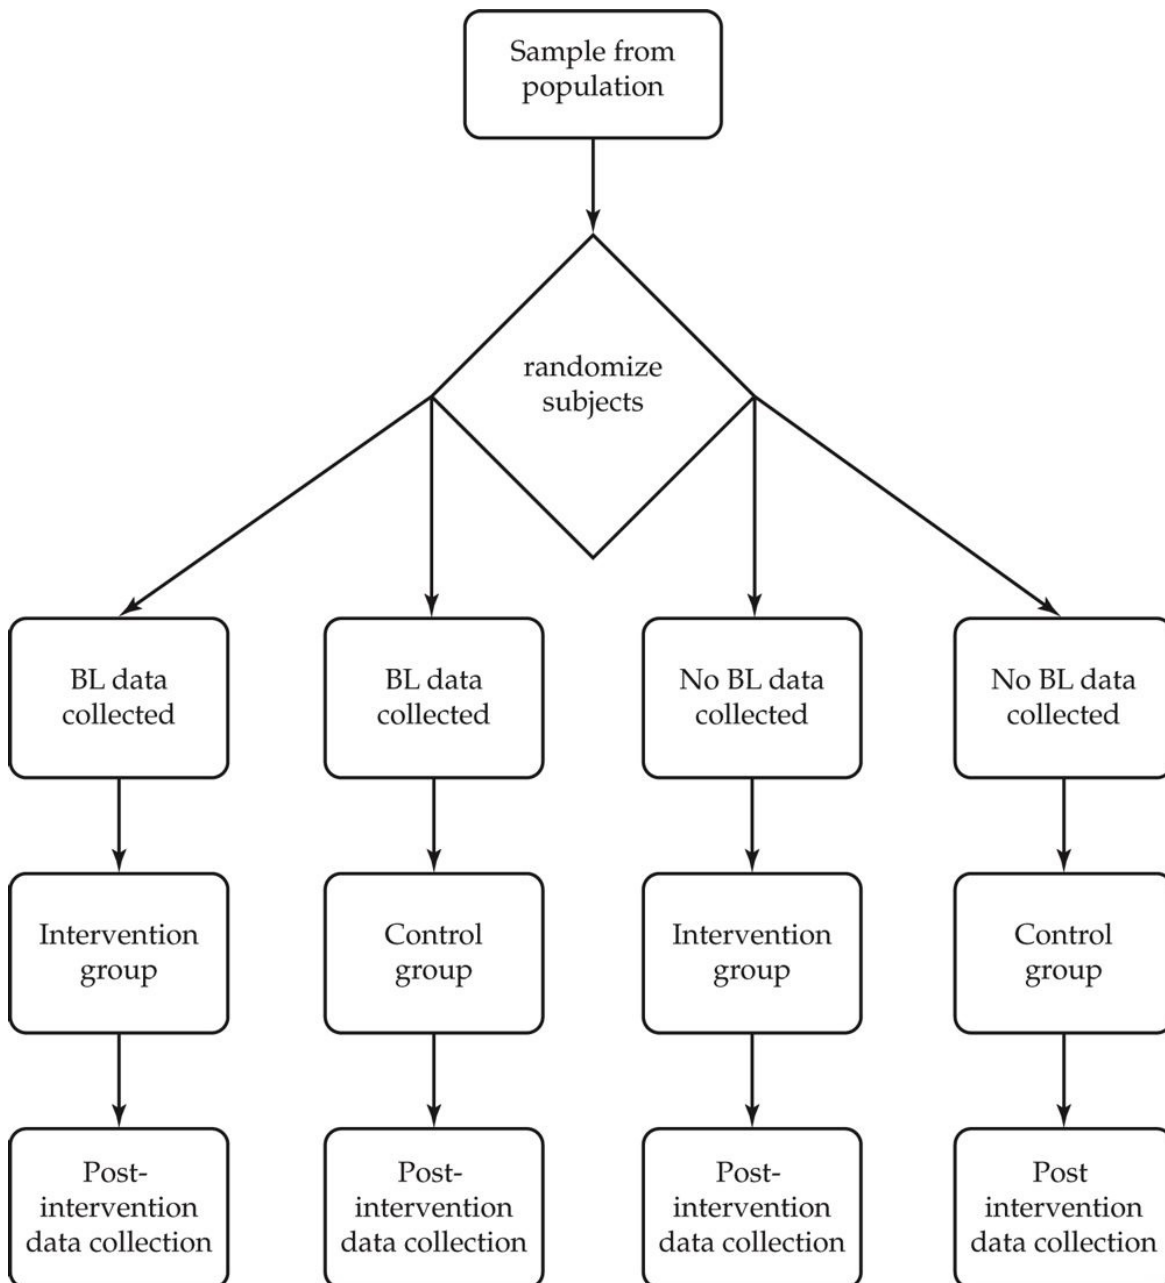 Sample from
population
randomize
subjects
BL data
collected
BL data
collected
No BL data
collected
No BL data
collected
Intervention
group
Control
group
Intervention
group
Control
group
Post-
intervention
data collection
Post-
intervention
data collection
Post-
intervention
data collection
Post
intervention
data collection